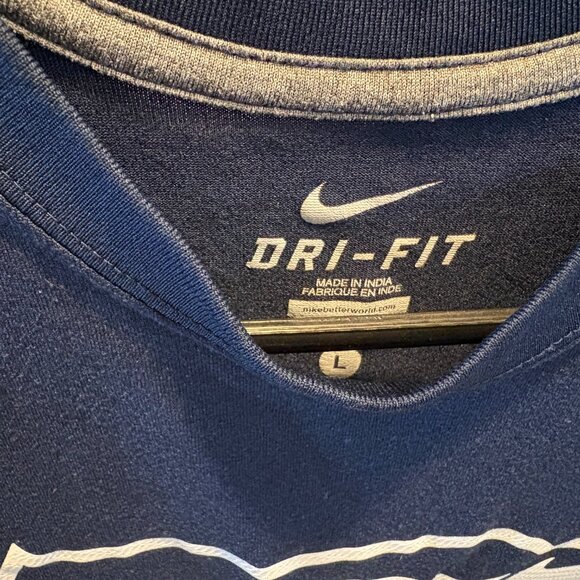 DRI-FIT
MADE IN INDIA
FABRIQUE EN INDE
nikebetterworld.com
L